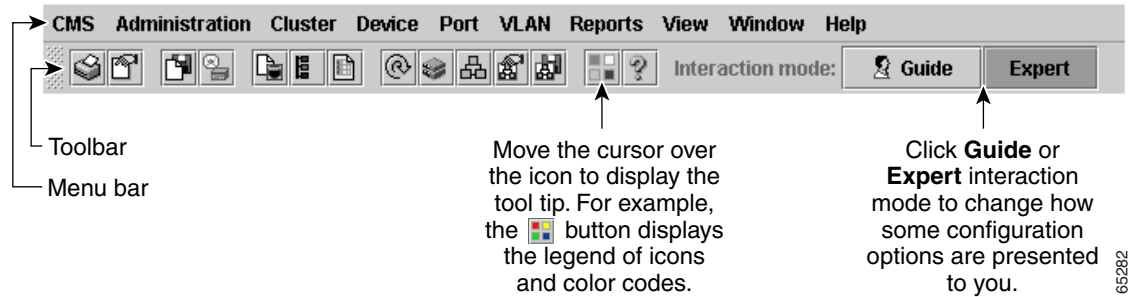 CMS Administration Cluster Device Port VLAN Reports View Window Help
Interaction mode: Guide Expert
Toolbar
Menu bar
Move the cursor over
the icon to display the
tool tip. For example,
the button displays
the legend of icons
and color codes.
Click Guide or
Expert interaction
mode to change how
some configuration
options are presented
to you.
65282